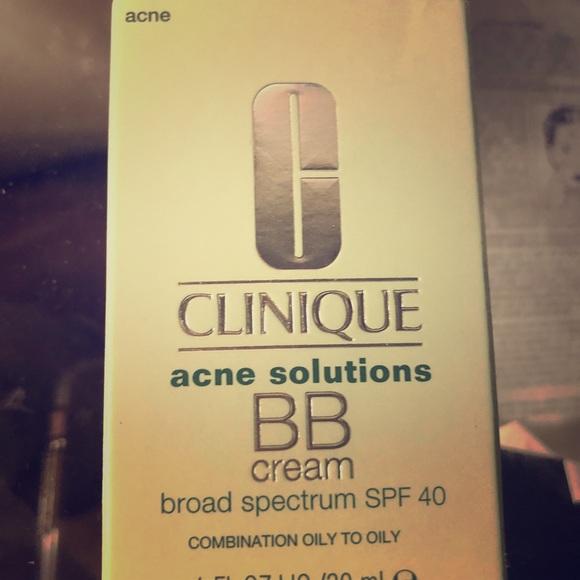 acne
CLINIQUE
acne solutions
BB
cream
broad spectrum SPF 40
COMBINATION OILY TO OILY